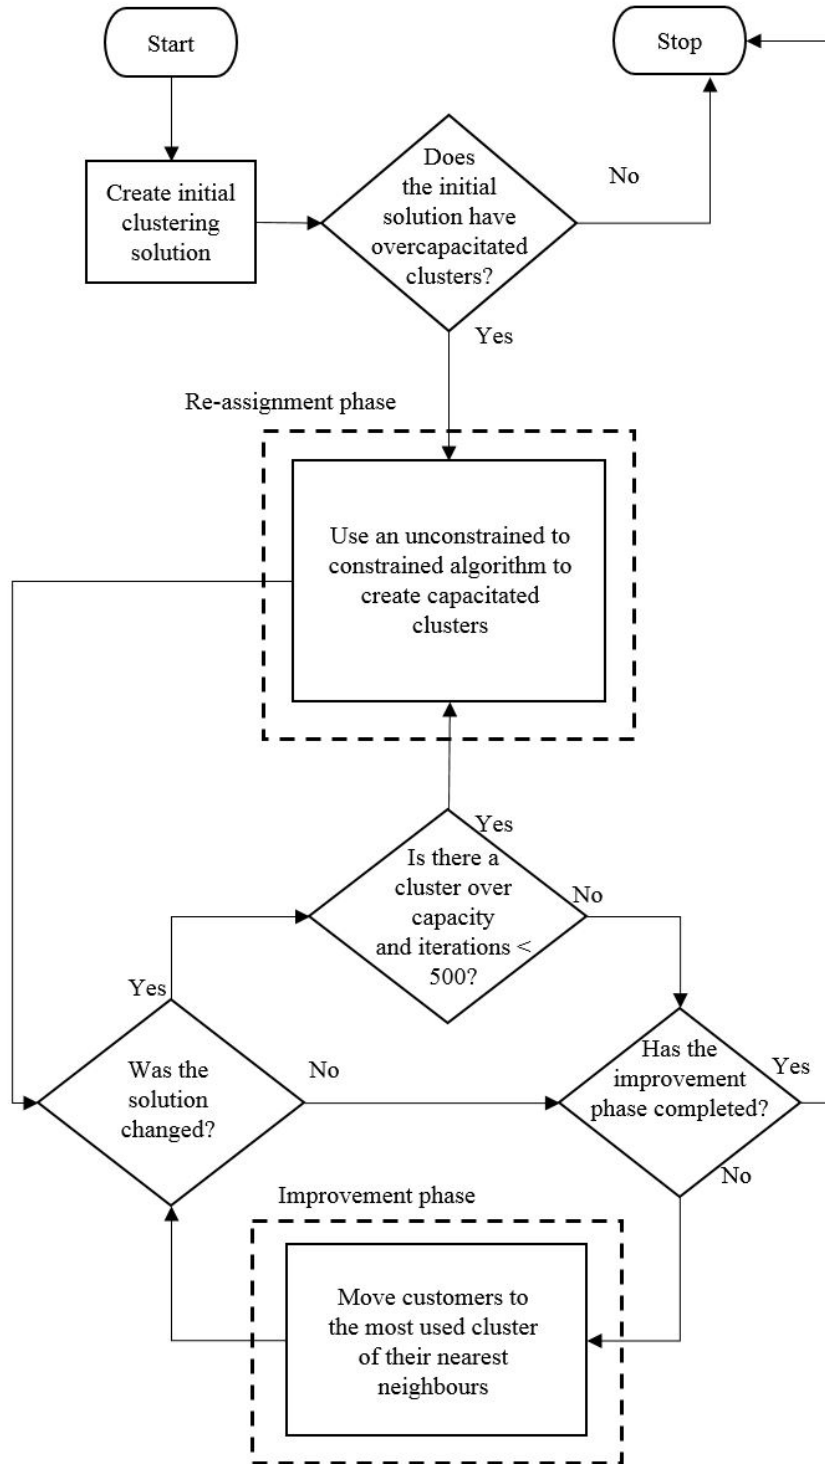 Start
Stop
Create initial
clustering
solution
Does
the initial
solution have
overcapacitated
clusters?
No
Yes
Re-assignment phase
Use an unconstrained to
constrained algorithm to
create capacitated
clusters
Yes
Is there a
cluster over
capacity
and iterations <
500?
No
Yes
Was the
solution
changed?
No
Has the
improvement
phase completed?
Yes
No
Improvement phase
Move customers to
the most used cluster
of their nearest
neighbours